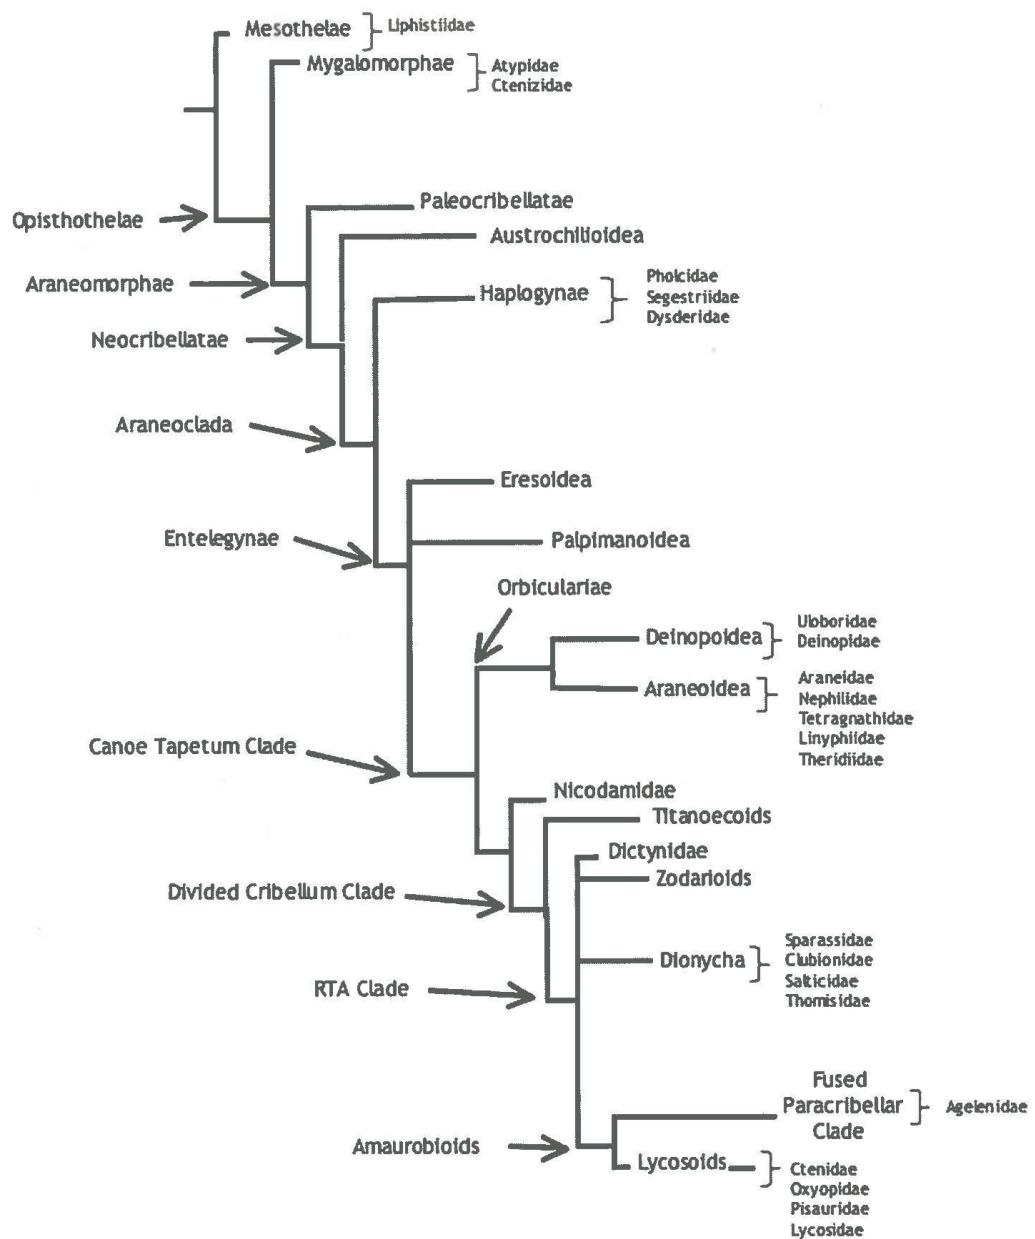 Mesothelae
Liphistiidae
Mygalomorphae
Atypidae
Ctenizidae
Opisthothelae
Paleocribellatae
Austrochilioidea
Araneomorphae
Haplogynae
Pholcidae
Segestriidae
Dysderidae
Neocribellatae
Araneoclada
Eresoidea
Entelegynae
Palpimanoidea
Orbiculariae
Deinopoidea
Uloboridae
Deinopidae
Araneoidea
Araneidae
Nephilidae
Tetragnathidae
Linyphiidae
Theridiidae
Canoe Tapetum Clade
Nicodamidae
Titanoecoids
Dictynidae
Zodarioids
Divided Cribellum Clade
Dionycha
Sparassidae
Clubionidae
Salticidae
Thomisidae
RTA Clade
Fused
Paracribellar
Clade
Agelenidae
Amaurobioids
Lycosoids
Ctenidae
Oxyopidae
Pisauridae
Lycosidae